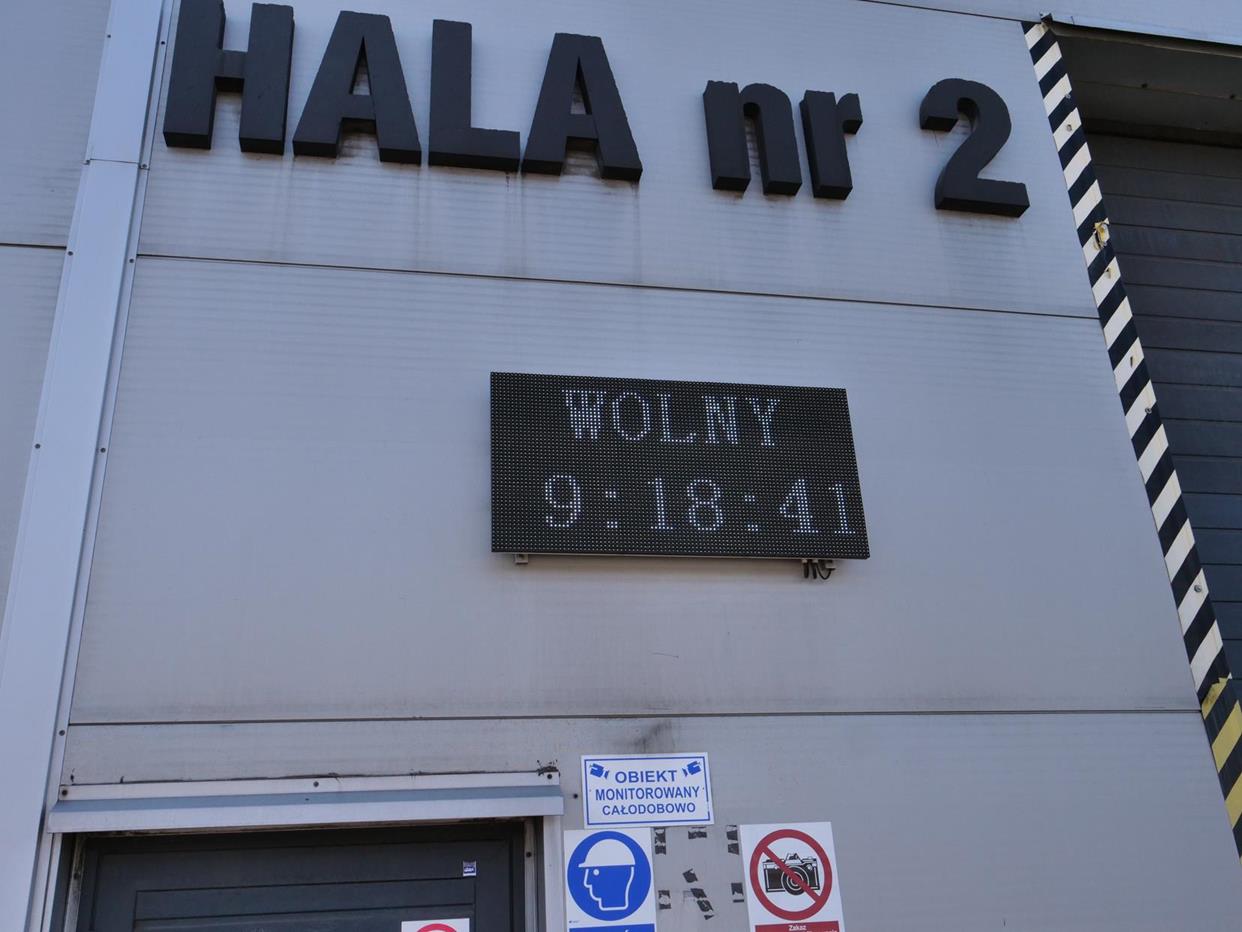 HALA nr 2
WOLNY
9:18:41
OBIEKT
MONITOROWANY
CAŁODOBOWO
Zakaz